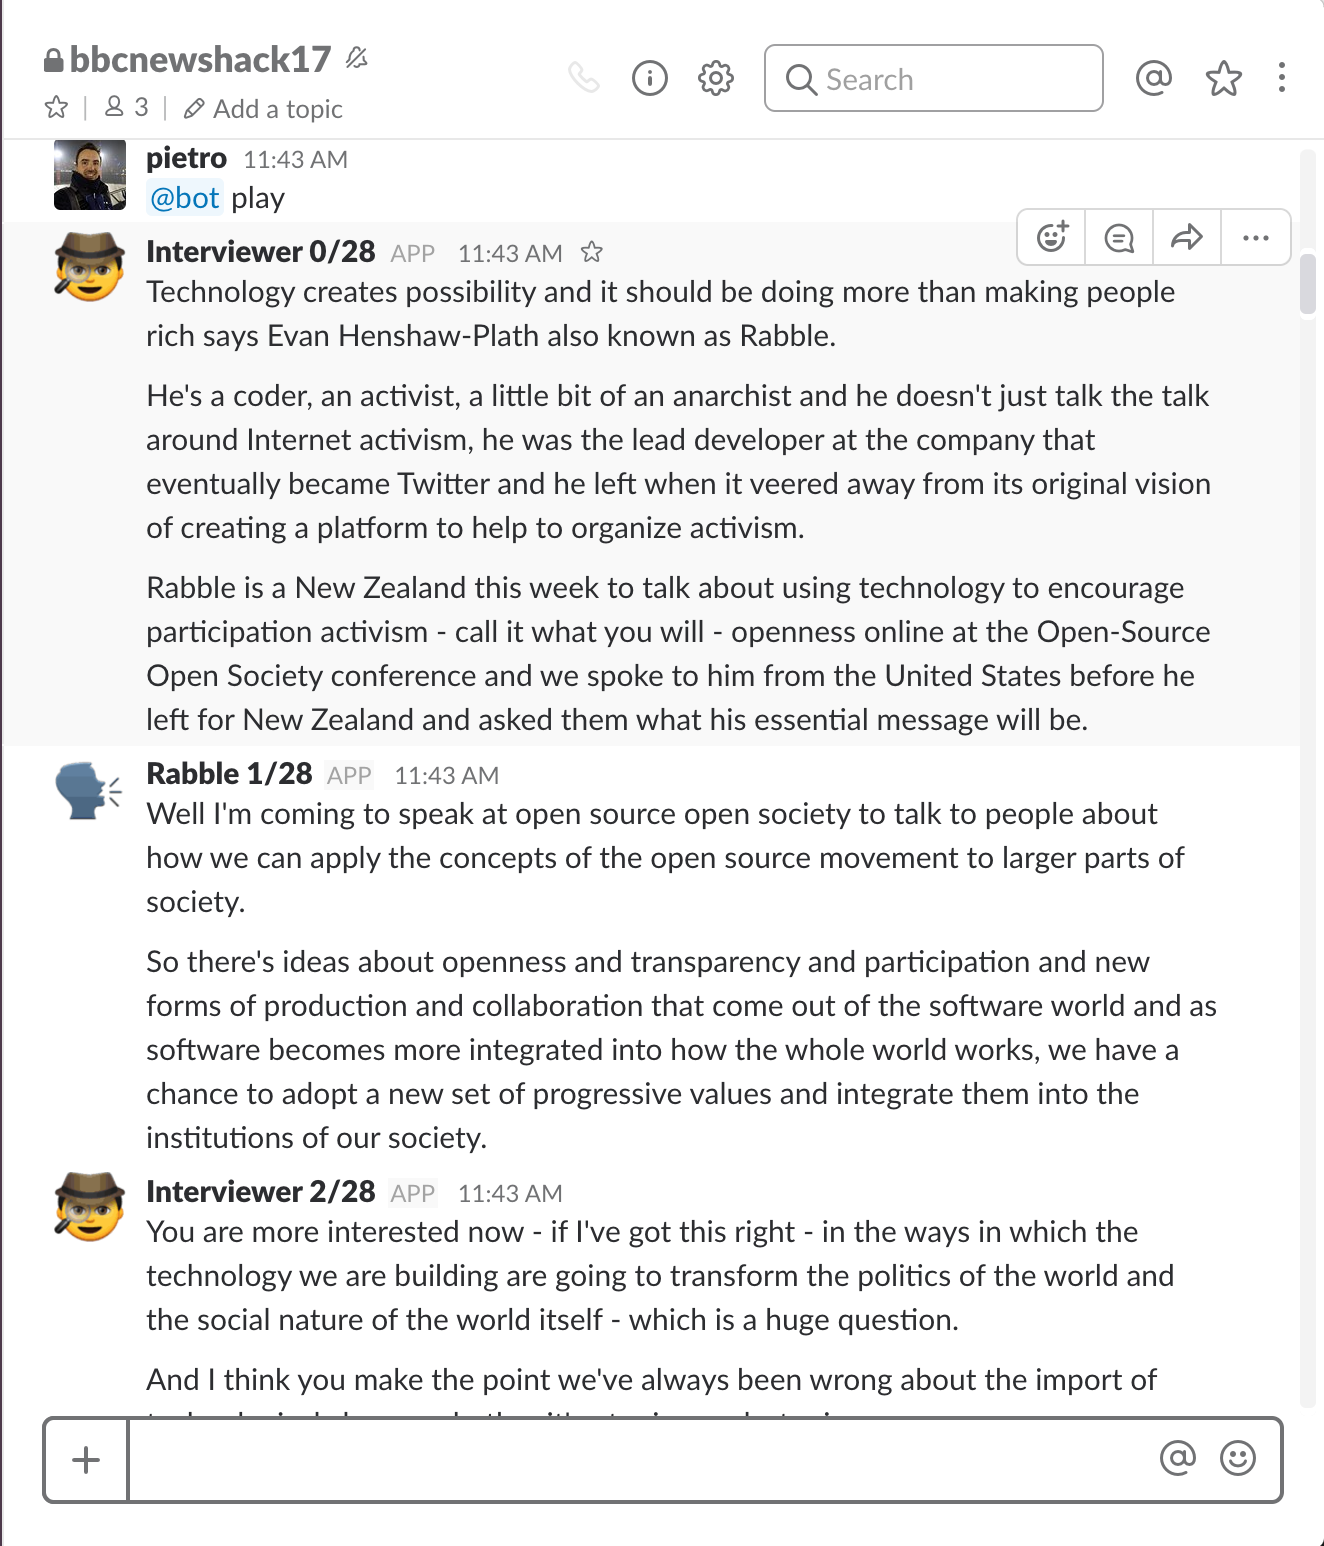 bbcnewshack17
3 Add a topic
Search
pietro 11:43 AM
@bot play
Interviewer 0/28 APP 11:43 AM
Technology creates possibility and it should be doing more than making people
rich says Evan Henshaw-Plath also known as Rabble.
He's a coder, an activist, a little bit of an anarchist and he doesn't just talk the talk
around Internet activism, he was the lead developer at the company that
eventually became Twitter and he left when it veered away from its original vision
of creating a platform to help to organize activism.
Rabble is a New Zealand this week to talk about using technology to encourage
participation activism - call it what you will - openness online at the Open-Source
Open Society conference and we spoke to him from the United States before he
left for New Zealand and asked them what his essential message will be.
Rabble 1/28 APP 11:43 AM
Well I'm coming to speak at open source open society to talk to people about
how we can apply the concepts of the open source movement to larger parts of
society.
So there's ideas about openness and transparency and participation and new
forms of production and collaboration that come out of the software world and as
software becomes more integrated into how the whole world works, we have a
chance to adopt a new set of progressive values and integrate them into the
institutions of our society.
Interviewer 2/28 APP 11:43 AM
You are more interested now - if I've got this right - in the ways in which the
technology we are building are going to transform the politics of the world and
the social nature of the world itself - which is a huge question.
And I think you make the point we've always been wrong about the import of